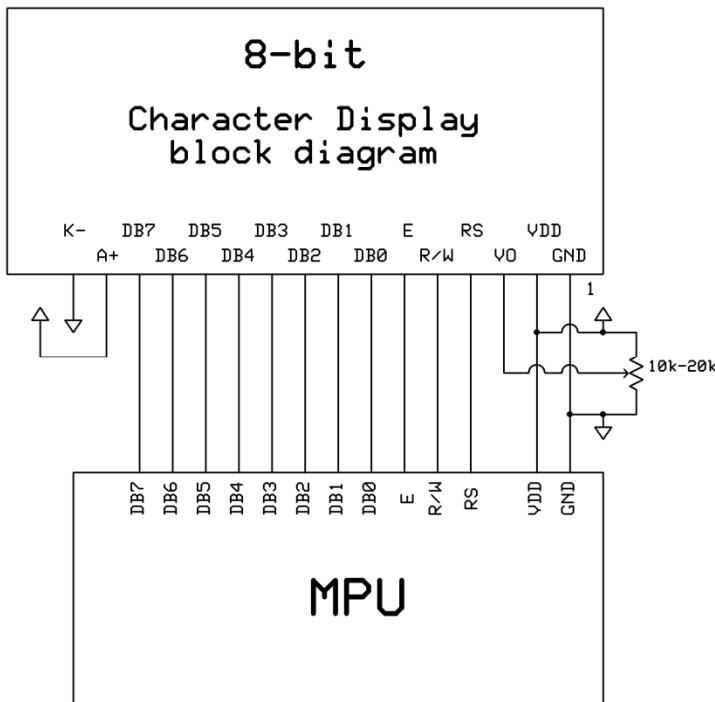 8-bit
Character Display
block diagram
K- DB7 DB5 DB3 DB1 E RS VDD
A+ DB6 DB4 DB2 DB0 R/W VO GND
1
10k-20k
DB7 DB6 DB5 DB4 DB3 DB2 DB1 DB0 E R/W RS VDD GND
MPU